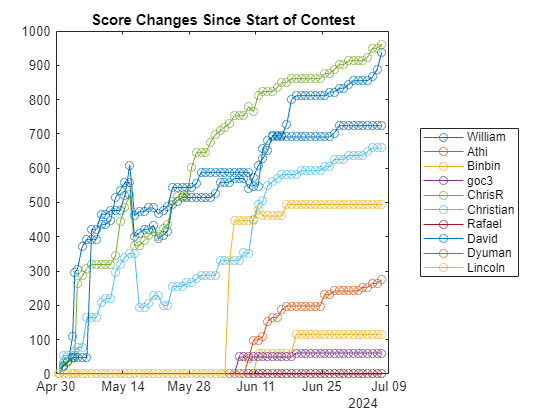 Score Changes Since Start of Contest
1000
900
800
700
600
500
400
300
200
100
0
Apr 30 May 14 May 28 Jun 11 Jun 25 Jul 09
2024
William
Athi
Binbin
goc3
ChrisR
Christian
Rafael
David
Dyuman
Lincoln